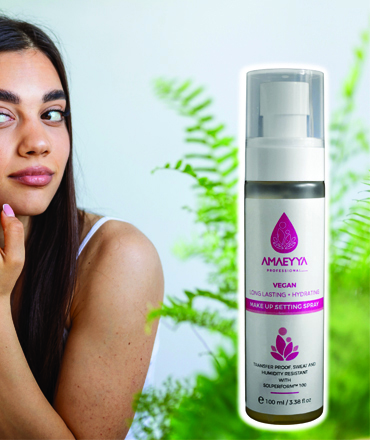 AMAEYYA
PROFESSIONAL
VEGAN
LONG LASTING + HYDRATING
MAKE UP SETTING SPRAY
TRANSFER PROOF, SWEAT AND
HUMIDITY-RESISTANT
WITH
℮ 100 ml / 3.38 fl oz